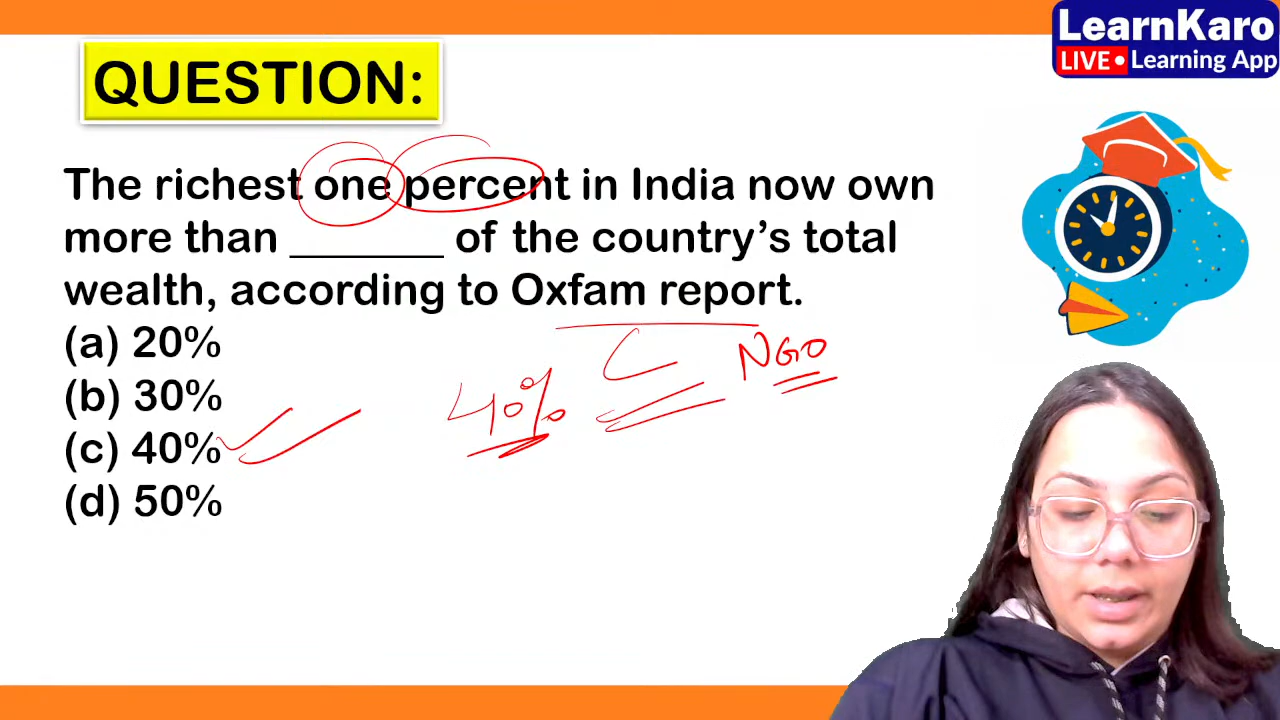 LearnKaro
LIVE • Learning App
QUESTION:
The richest one percent in India now own
more than ________ of the country’s total
wealth, according to Oxfam report.
(a) 20%
(b) 30%
(c) 40%
(d) 50%
40%
NGO